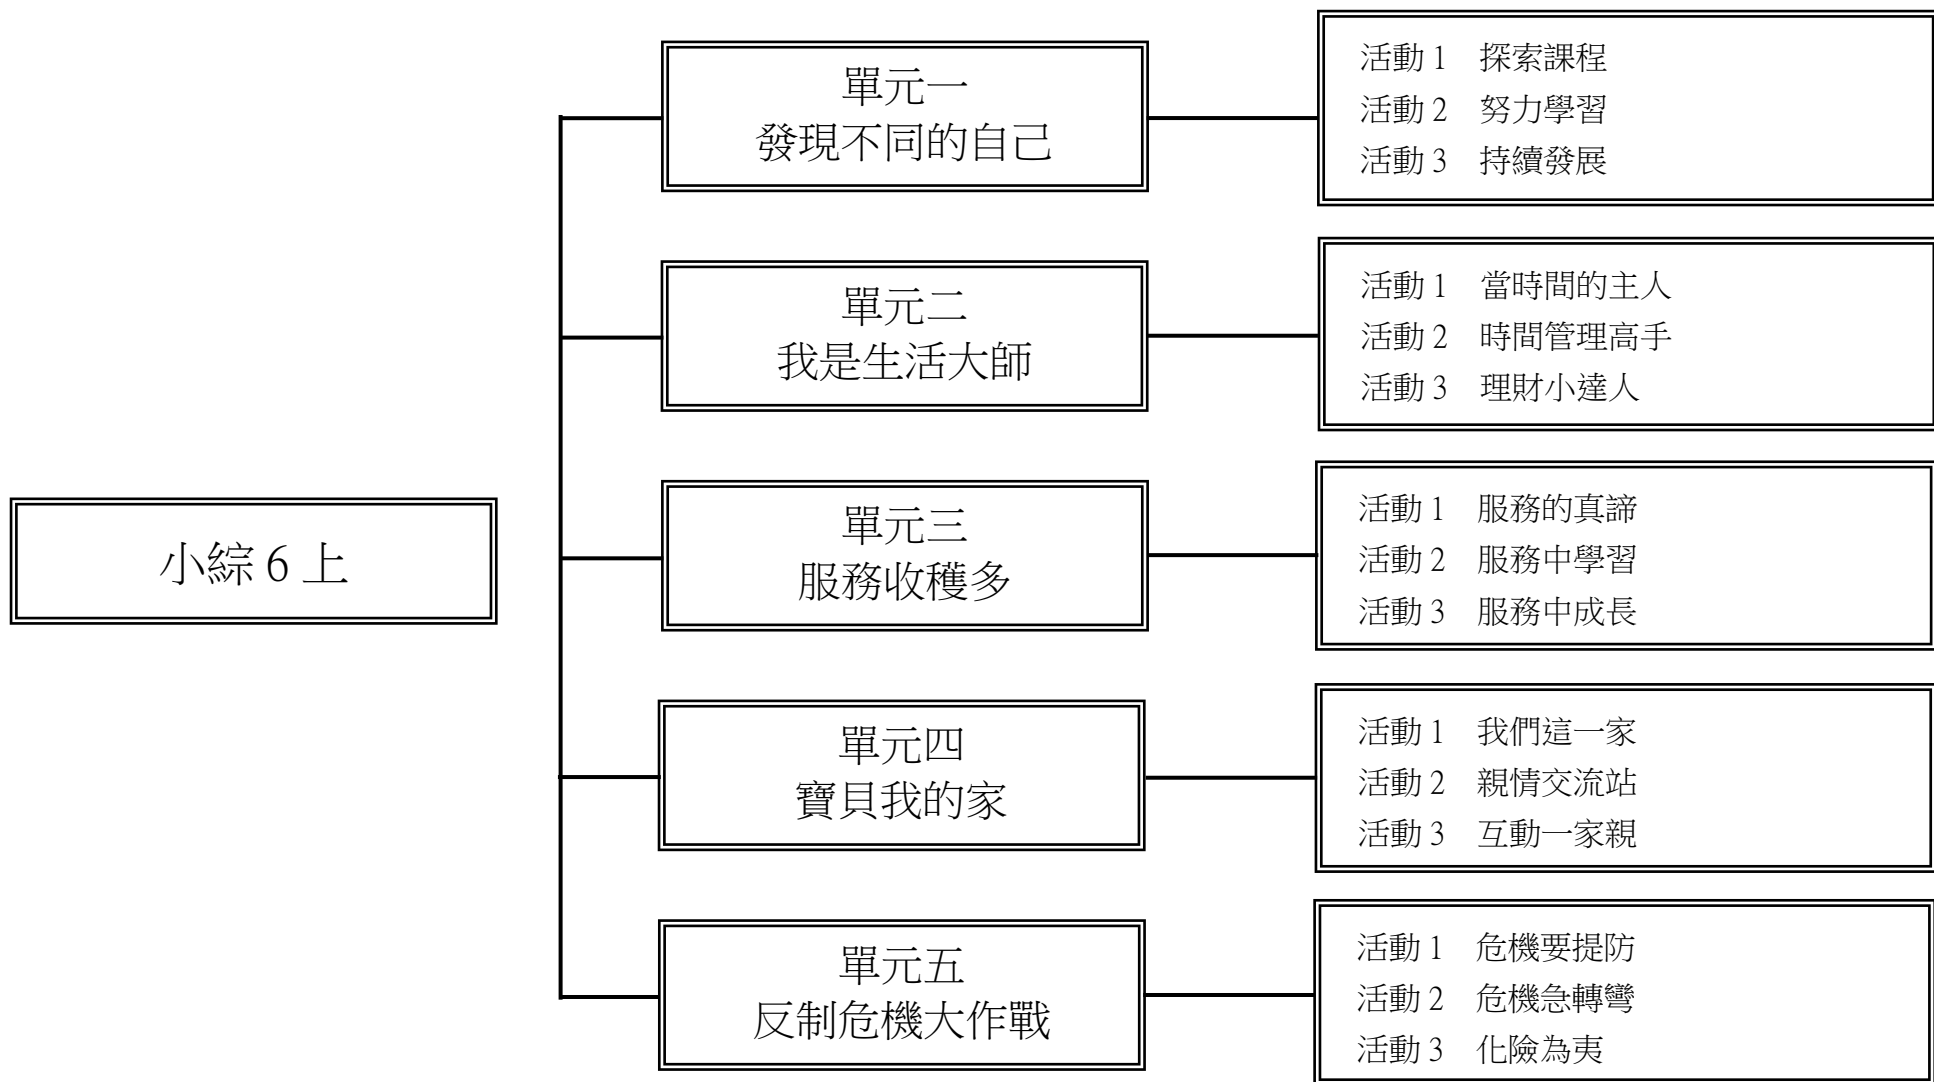 小綜 6 上
單元一
發現不同的自己
活動 1　探索課程
活動 2　努力學習
活動 3　持續發展
單元二
我是生活大師
活動 1　當時間的主人
活動 2　時間管理高手
活動 3　理財小達人
單元三
服務收穫多
活動 1　服務的真諦
活動 2　服務中學習
活動 3　服務中成長
單元四
寶貝我的家
活動 1　我們這一家
活動 2　親情交流站
活動 3　互動一家親
單元五
反制危機大作戰
活動 1　危機要提防
活動 2　危機急轉彎
活動 3　化險為夷